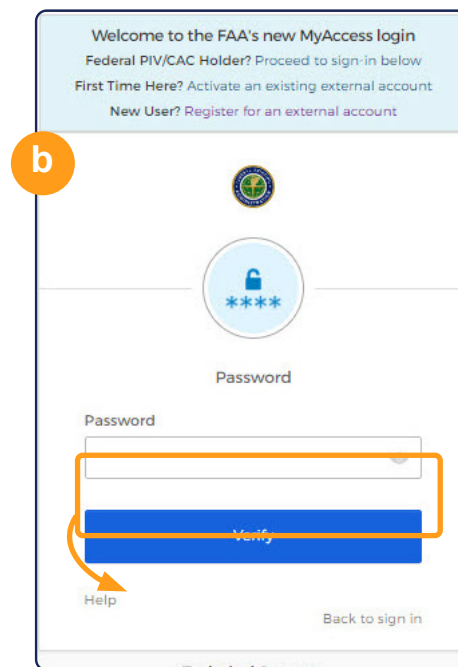 Welcome to the FAA's new MyAccess login
Federal PIV/CAC Holder? Proceed to sign-in below
First Time Here? Activate an existing external account
New User? Register for an external account
b
****
Password
Password
Verify
Help
Back to sign in